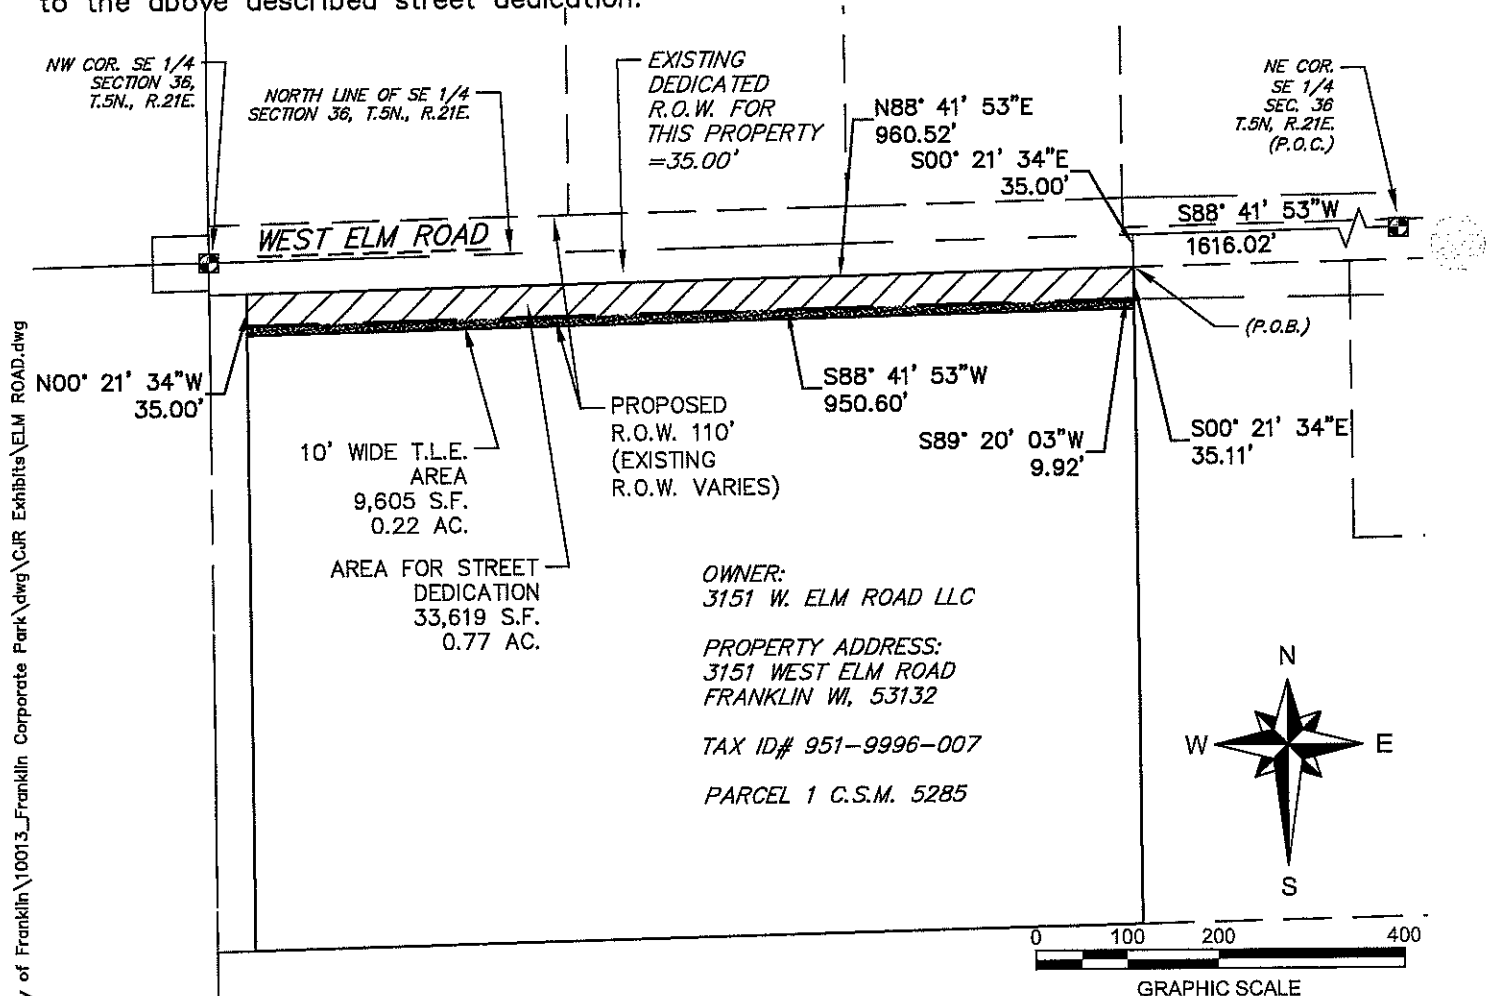 to the above described street dedication.
NW COR. SE 1/4
SECTION 36,
T.5N., R.21E.
NORTH LINE OF SE 1/4
SECTION 36, T.5N., R.21E.
EXISTING
DEDICATED
R.O.W. FOR
THIS PROPERTY
=35.00'
N88° 41' 53"E
960.52'
S00° 21' 34"E
35.00'
NE COR.
SE 1/4
SEC. 36
T.5N, R.21E.
(P.O.C.)
S88° 41' 53"W
1616.02'
WEST ELM ROAD
(P.O.B.)
N00° 21' 34"W
35.00'
S88° 41' 53"W
950.60'
PROPOSED
R.O.W. 110'
(EXISTING
R.O.W. VARIES)
S89° 20' 03"W
9.92'
S00° 21' 34"E
35.11'
10' WIDE T.L.E.
AREA
9,605 S.F.
0.22 AC.
AREA FOR STREET
DEDICATION
33,619 S.F.
0.77 AC.
OWNER:
3151 W. ELM ROAD LLC
PROPERTY ADDRESS:
3151 WEST ELM ROAD
FRANKLIN WI, 53132
TAX ID# 951-9996-007
PARCEL 1 C.S.M. 5285
N
W
E
S
0 100 200 400
GRAPHIC SCALE
of Franklin\10013_Franklin Corporate Park\dwg\CJR Exhibits\ELM ROAD.dwg